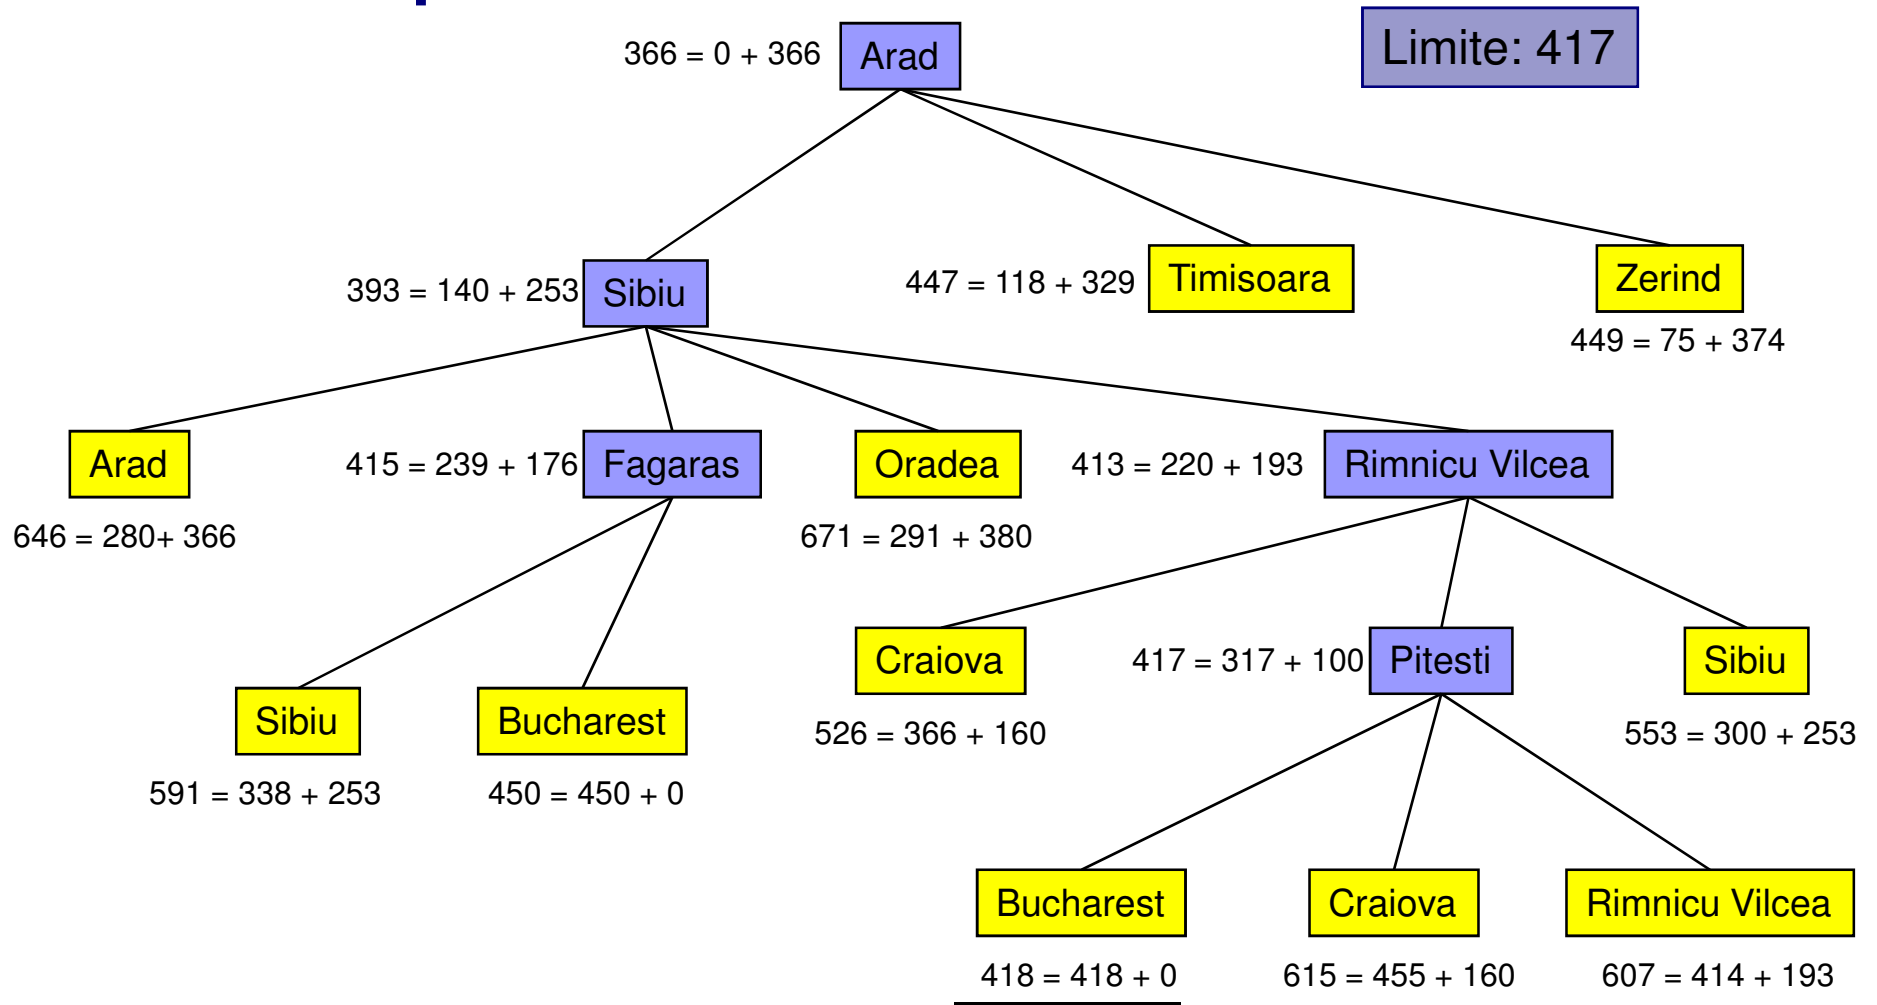 366 = 0 + 366
Arad
Limite: 417
393 = 140 + 253
Sibiu
447 = 118 + 329
Timisoara
Zerind
449 = 75 + 374
Arad
415 = 239 + 176
Fagaras
Oradea
413 = 220 + 193
Rimnicu Vilcea
646 = 280+ 366
671 = 291 + 380
Craiova
417 = 317 + 100
Pitesti
Sibiu
Sibiu
Bucharest
526 = 366 + 160
553 = 300 + 253
591 = 338 + 253
450 = 450 + 0
Bucharest
Craiova
Rimnicu Vilcea
418 = 418 + 0
615 = 455 + 160
607 = 414 + 193